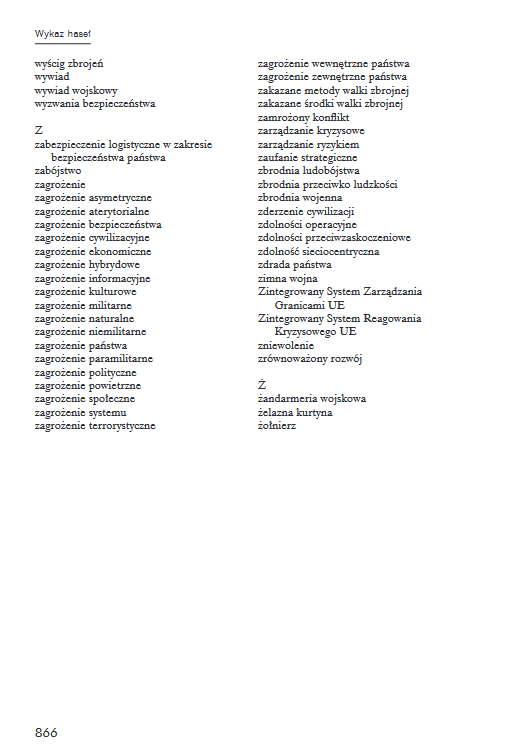 Wykaz haseł
wyścig zbrojeń
wywiad
wywiad wojskowy
wyzwania bezpieczeństwa
Z
zabezpieczenie logistyczne w zakresie
bezpieczeństwa państwa
zabójstwo
zagrożenie
zagrożenie asymetryczne
zagrożenie aterytorialne
zagrożenie bezpieczeństwa
zagrożenie cywilizacyjne
zagrożenie ekonomiczne
zagrożenie hybrydowe
zagrożenie informacyjne
zagrożenie kulturowe
zagrożenie militarne
zagrożenie naturalne
zagrożenie niemilitarne
zagrożenie państwa
zagrożenie paramilitarne
zagrożenie polityczne
zagrożenie powietrzne
zagrożenie społeczne
zagrożenie systemu
zagrożenie terrorystyczne
zagrożenie wewnętrzne państwa
zagrożenie zewnętrzne państwa
zakazane metody walki zbrojnej
zakazane środki walki zbrojnej
zamrożony konflikt
zarządzanie kryzysowe
zarządzanie ryzykiem
zaufanie strategiczne
zbrodnia ludobójstwa
zbrodnia przeciwko ludzkości
zbrodnia wojenna
zderzenie cywilizacji
zdolności operacyjne
zdolności przeciwzaskoczeniowe
zdolność sieciocentryczna
zdrada państwa
zimna wojna
Zintegrowany System Zarządzania
Granicami UE
Zintegrowany System Reagowania
Kryzysowego UE
zniewolenie
zrównoważony rozwój
Ż
żandarmeria wojskowa
żelazna kurtyna
żołnierz
866